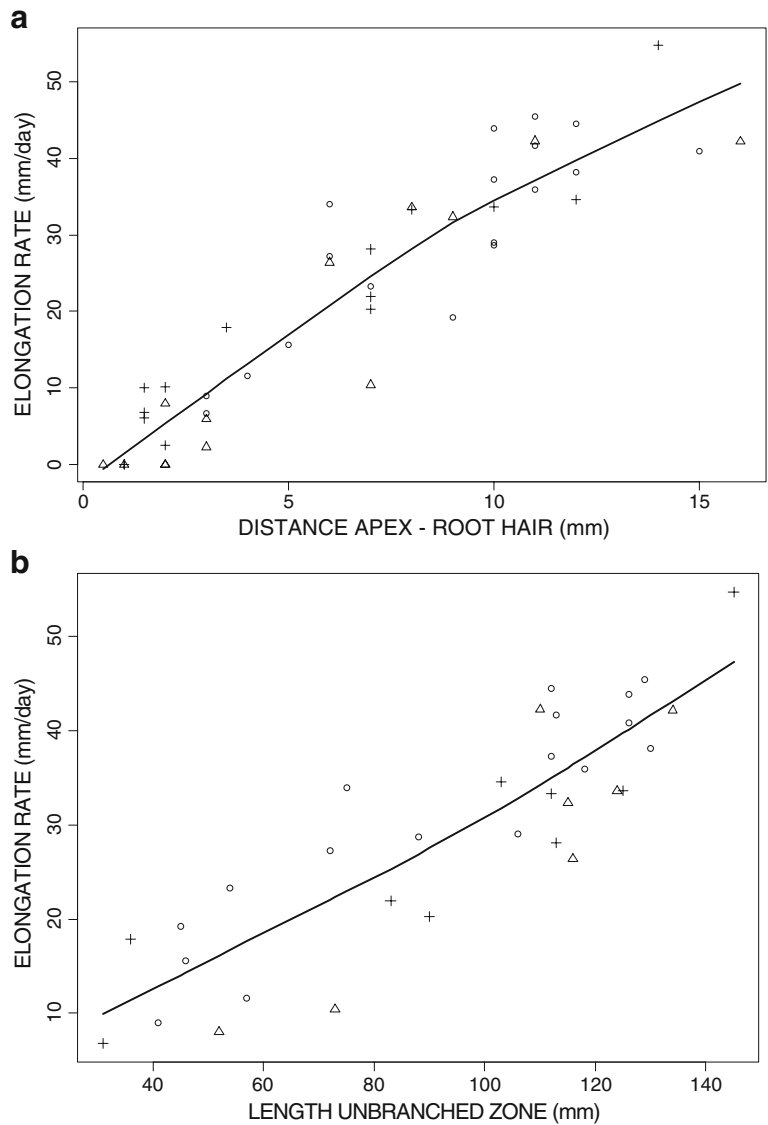 a
ELONGATION RATE (mm/day)
50
40
30
20
10
0
0 5 10 15
DISTANCE APEX - ROOT HAIR (mm)
b
ELONGATION RATE (mm/day)
50
40
30
20
10
40 60 80 100 120 140
LENGTH UNBRANCHED ZONE (mm)